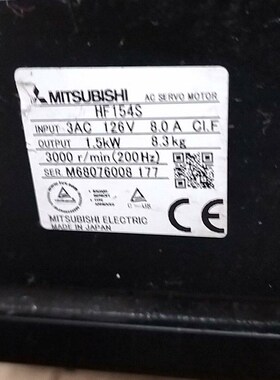 MITSUBISHI AC SERVO MOTOR
HF154S
INPUT 3AC 126V 8.0 A Cl.F
OUTPUT 1.5kW 8.3kg
3000 r/min(200Hz)
SER. M68076008 177
MITSUBISHI ELECTRIC
MADE IN JAPAN
CE